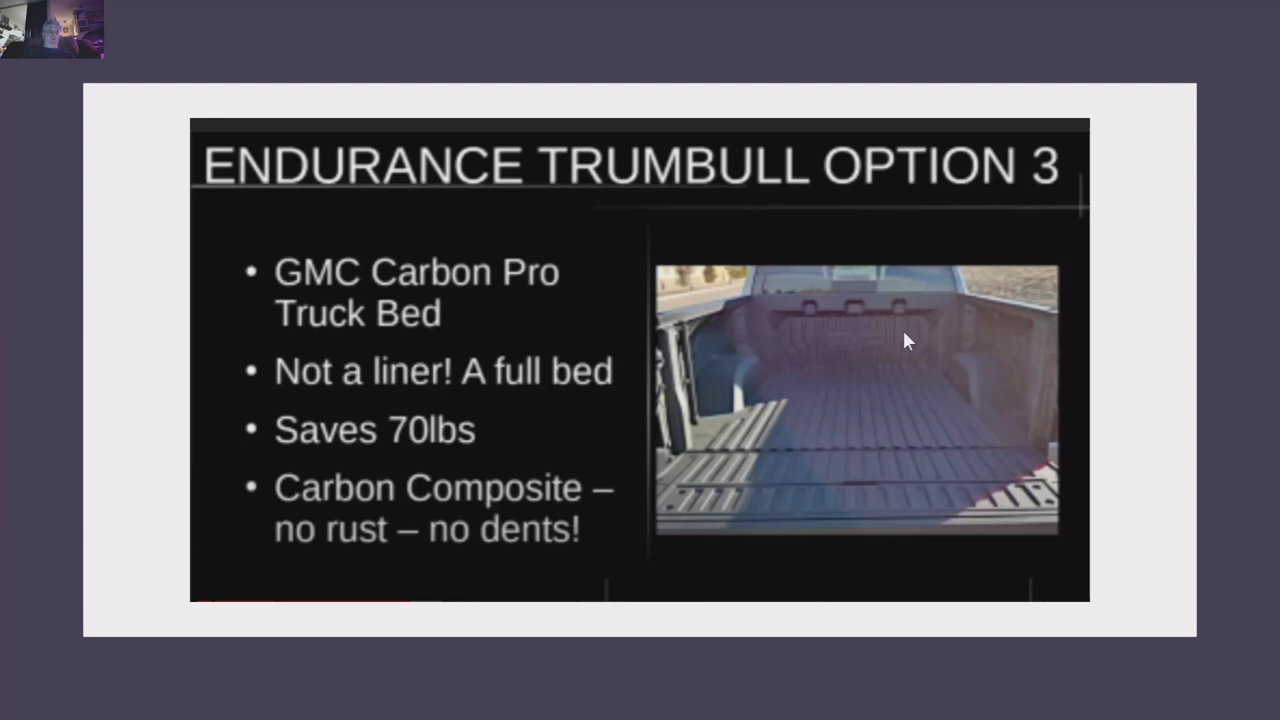 ENDURANCE TRUMBULL OPTION 3
• GMC Carbon Pro
Truck Bed
• Not a liner! A full bed
• Saves 70lbs
• Carbon Composite –
no rust – no dents!